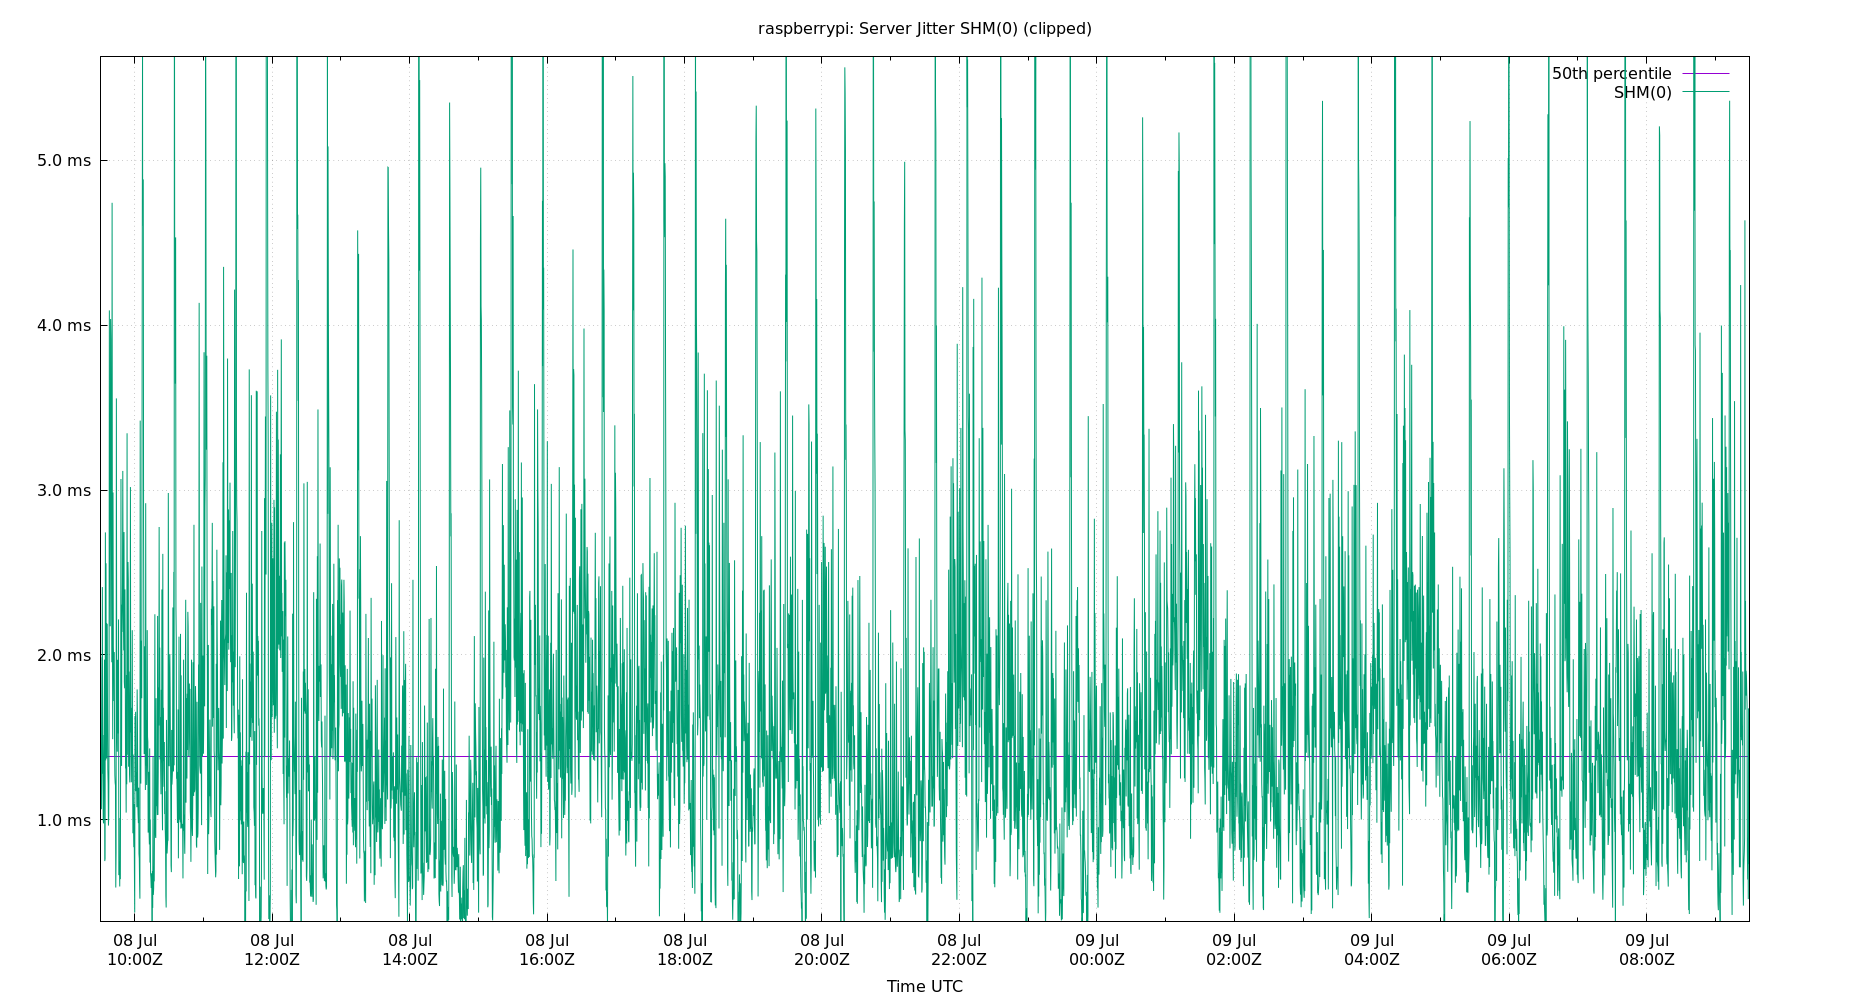 raspberrypi: Server Jitter SHM(0) (clipped)
50th percentile
SHM(0)
5.0 ms
4.0 ms
3.0 ms
2.0 ms
1.0 ms
08 Jul 08 Jul 08 Jul 08 Jul 08 Jul 08 Jul 08 Jul 09 Jul 09 Jul 09 Jul 09 Jul 09 Jul
10:00Z 12:00Z 14:00Z 16:00Z 18:00Z 20:00Z 22:00Z 00:00Z 02:00Z 04:00Z 06:00Z 08:00Z
Time UTC